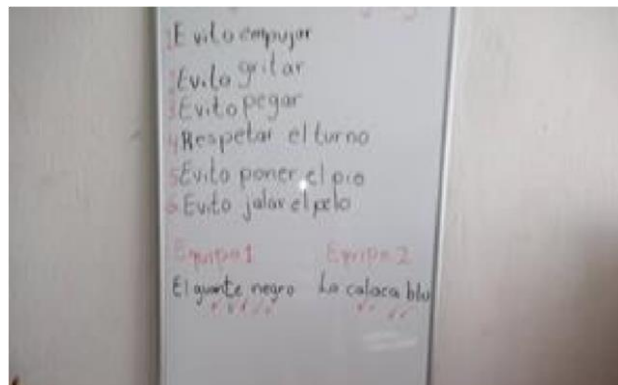 1 Evito empujar
2 Evito gritar
3 Evito pegar
4 Respetar el turno
5 Evito poner el pio
6 Evito jalar el pelo
Equipo 1 Equipo 2
El guante negro La calaca blu